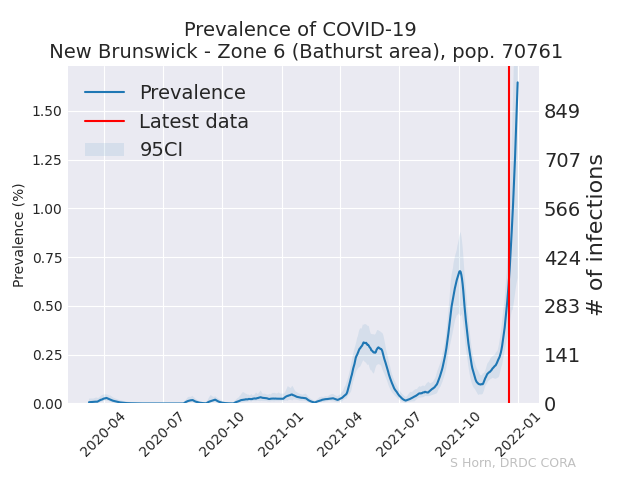 Prevalence of COVID-19
New Brunswick - Zone 6 (Bathurst area), pop. 70761
Prevalence
Latest data
95CI
Prevalence (%)
1.50
1.25
1.00
0.75
0.50
0.25
0.00
849
707
566
424
283
141
0
# of infections
2020-04
2020-07
2020-10
2021-01
2021-04
2021-07
2021-10
2022-01
S Horn, DRDC CORA